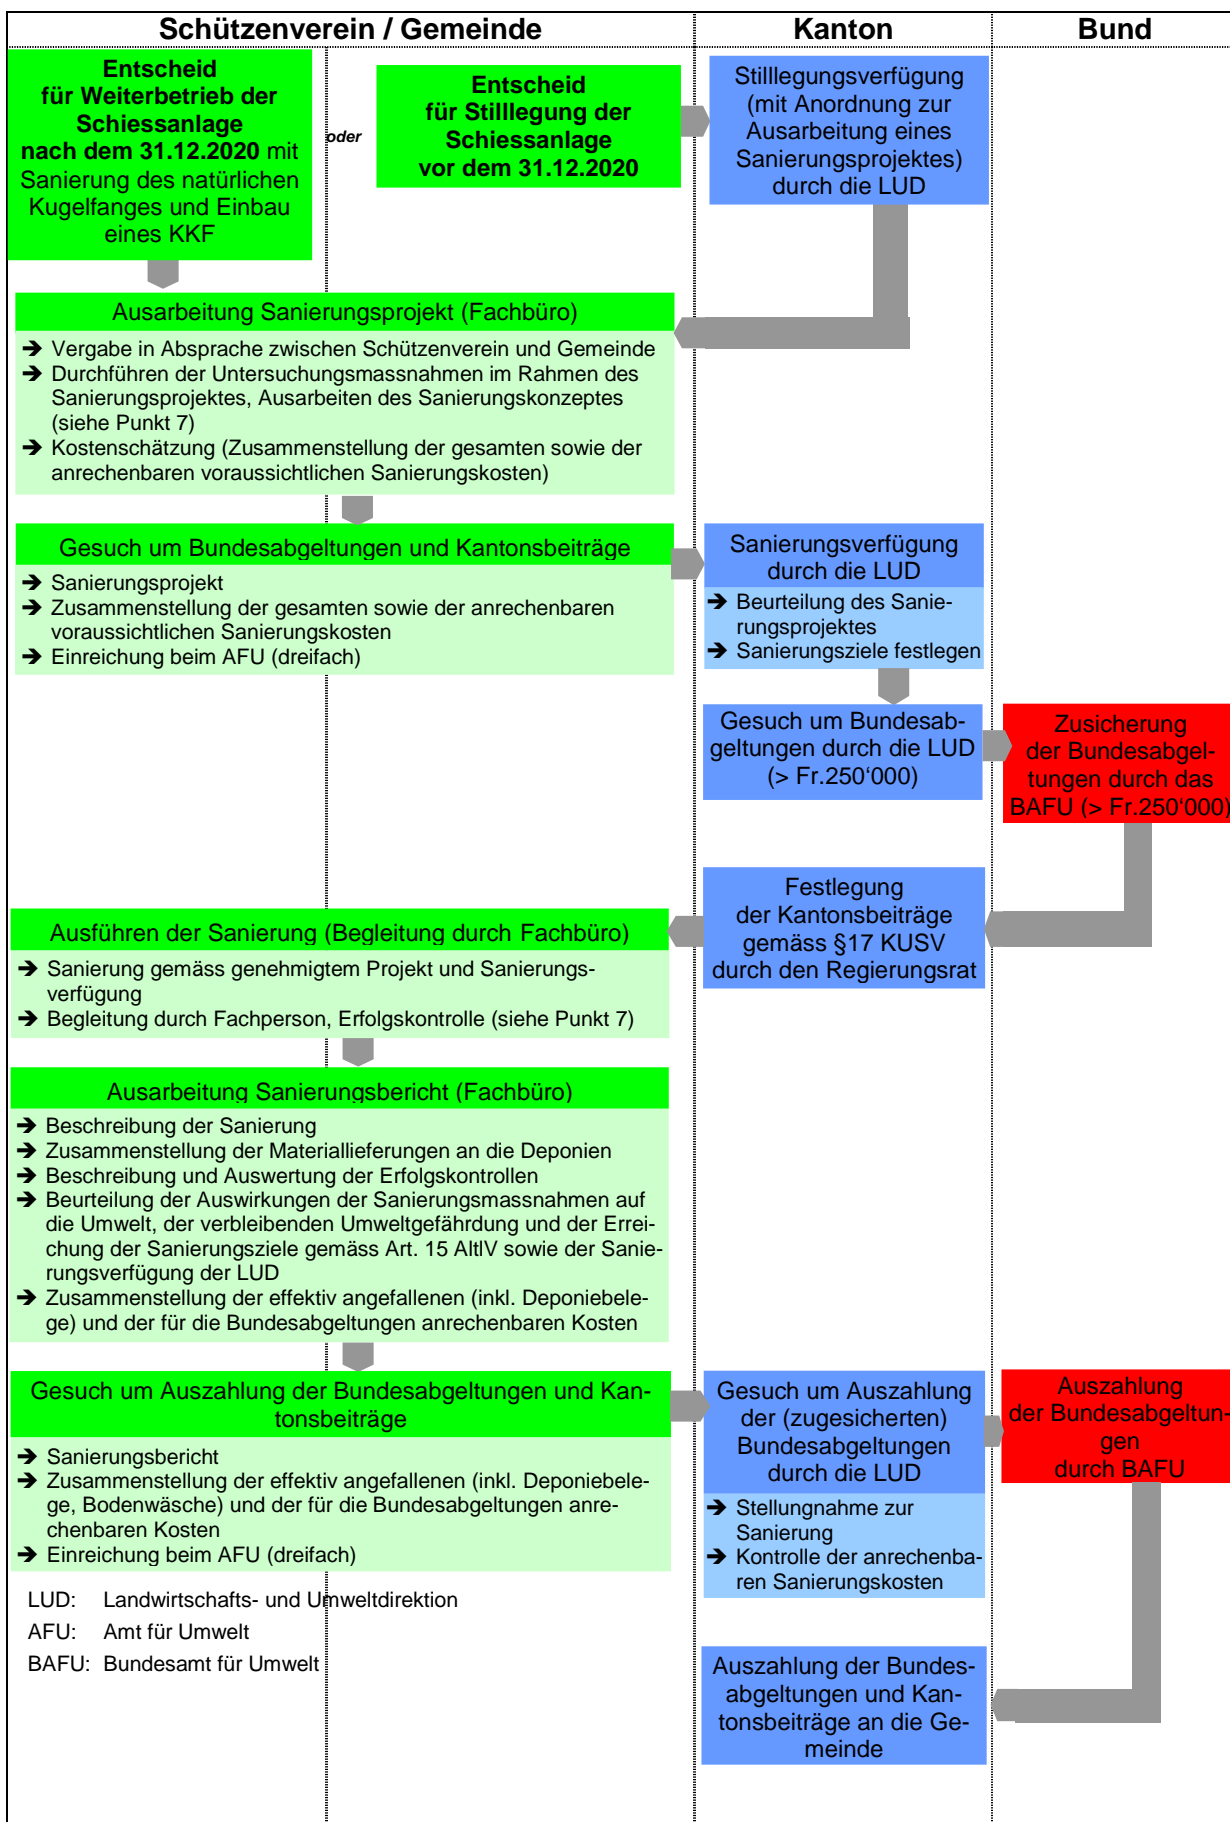 Schützenverein / Gemeinde
Kanton
Bund
Entscheid
für Weiterbetrieb der
Schiessanlage
nach dem 31.12.2020 mit
Sanierung des natürlichen
Kugelfanges und Einbau
eines KKF
oder
Entscheid
für Stilllegung der
Schiessanlage
vor dem 31.12.2020
Stilllegungsverfügung
(mit Anordnung zur
Ausarbeitung eines
Sanierungsprojektes)
durch die LUD
Ausarbeitung Sanierungsprojekt (Fachbüro)
➔ Vergabe in Absprache zwischen Schützenverein und Gemeinde
➔ Durchführen der Untersuchungsmassnahmen im Rahmen des
Sanierungsprojektes, Ausarbeiten des Sanierungskonzeptes
(siehe Punkt 7)
➔ Kostenschätzung (Zusammenstellung der gesamten sowie der
anrechenbaren voraussichtlichen Sanierungskosten)
Gesuch um Bundesabgeltungen und Kantonsbeiträge
➔ Sanierungsprojekt
➔ Zusammenstellung der gesamten sowie der anrechenbaren
voraussichtlichen Sanierungskosten
➔ Einreichung beim AFU (dreifach)
Sanierungsverfügung
durch die LUD
➔ Beurteilung des Sanie-
rungsprojektes
➔ Sanierungsziele festlegen
Gesuch um Bundesab-
geltungen durch die LUD
(> Fr.250‘000)
Zusicherung
der Bundesabgel-
tungen durch das
BAFU (> Fr.250‘000)
Festlegung
der Kantonsbeiträge
gemäss §17 KUSV
durch den Regierungsrat
Ausführen der Sanierung (Begleitung durch Fachbüro)
➔ Sanierung gemäss genehmigtem Projekt und Sanierungs-
verfügung
➔ Begleitung durch Fachperson, Erfolgskontrolle (siehe Punkt 7)
Ausarbeitung Sanierungsbericht (Fachbüro)
➔ Beschreibung der Sanierung
➔ Zusammenstellung der Materiallieferungen an die Deponien
➔ Beschreibung und Auswertung der Erfolgskontrollen
➔ Beurteilung der Auswirkungen der Sanierungsmassnahmen auf
die Umwelt, der verbleibenden Umweltgefährdung und der Errei-
chung der Sanierungsziele gemäss Art. 15 AltlV sowie der Sanie-
rungsverfügung der LUD
➔ Zusammenstellung der effektiv angefallenen (inkl. Deponiebele-
ge) und der für die Bundesabgeltungen anrechenbaren Kosten
Gesuch um Auszahlung der Bundesabgeltungen und Kan-
tonsbeiträge
➔ Sanierungsbericht
➔ Zusammenstellung der effektiv angefallenen (inkl. Deponiebele-
ge, Bodenwäsche) und der für die Bundesabgeltungen anre-
chenbaren Kosten
➔ Einreichung beim AFU (dreifach)
Gesuch um Auszahlung
der (zugesicherten)
Bundesabgeltungen
durch die LUD
➔ Stellungnahme zur
Sanierung
➔ Kontrolle der anrechenba-
ren Sanierungskosten
Auszahlung
der Bundesabgeltun-
gen
durch BAFU
Auszahlung der Bundes-
abgeltungen und Kan-
tonsbeiträge an die Ge-
meinde
LUD: Landwirtschafts- und Umweltdirektion
AFU: Amt für Umwelt
BAFU: Bundesamt für Umwelt